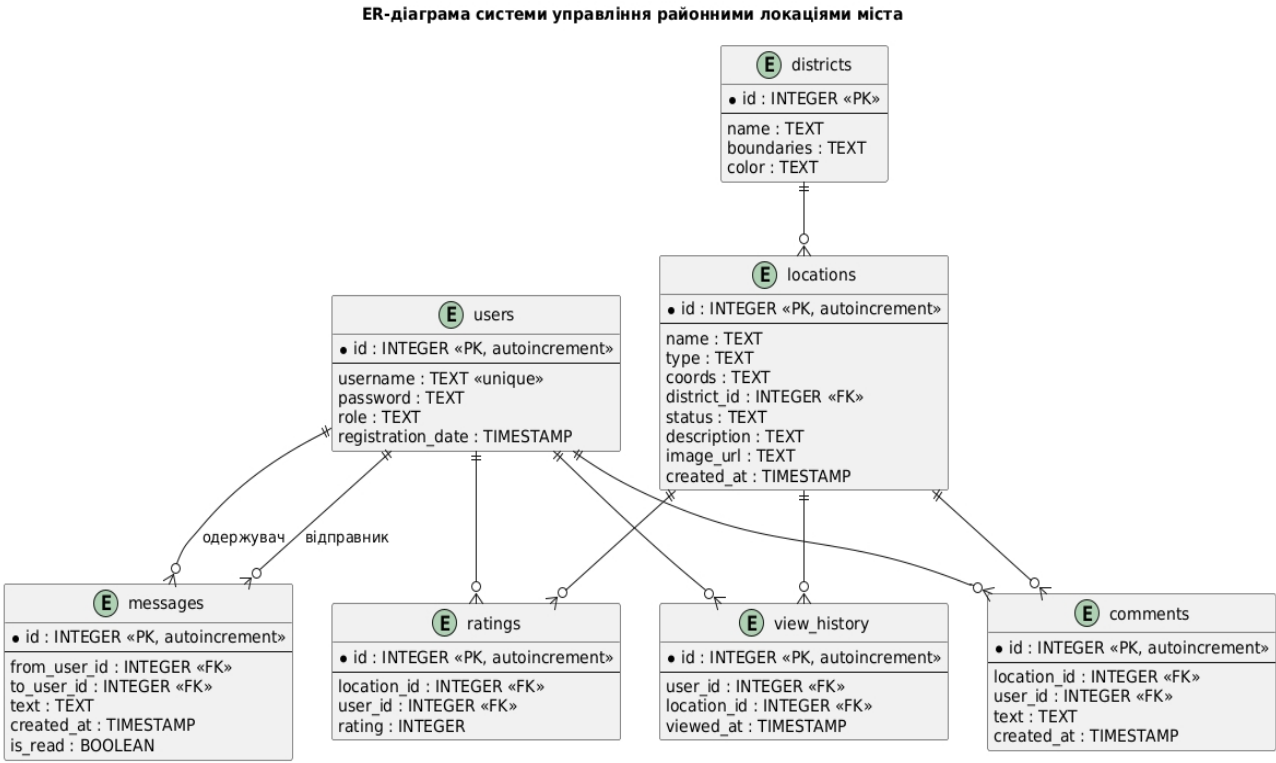 ER-діаграма системи управління районними локаціями міста
E districts
id : INTEGER «PK»
name : TEXT
boundaries : TEXT
color : TEXT
E locations
id : INTEGER «PK, autoincrement»
name : TEXT
type : TEXT
coords : TEXT
district_id : INTEGER «FK»
status : TEXT
description : TEXT
image_url : TEXT
created_at : TIMESTAMP
E users
id : INTEGER «PK, autoincrement»
username : TEXT «unique»
password : TEXT
role : TEXT
registration_date : TIMESTAMP
одержувач
відправник
E messages
id : INTEGER «PK, autoincrement»
from_user_id : INTEGER «FK»
to_user_id : INTEGER «FK»
text : TEXT
created_at : TIMESTAMP
is_read : BOOLEAN
E ratings
id : INTEGER «PK, autoincrement»
location_id : INTEGER «FK»
user_id : INTEGER «FK»
rating : INTEGER
E view_history
id : INTEGER «PK, autoincrement»
user_id : INTEGER «FK»
location_id : INTEGER «FK»
viewed_at : TIMESTAMP
E comments
id : INTEGER «PK, autoincrement»
location_id : INTEGER «FK»
user_id : INTEGER «FK»
text : TEXT
created_at : TIMESTAMP